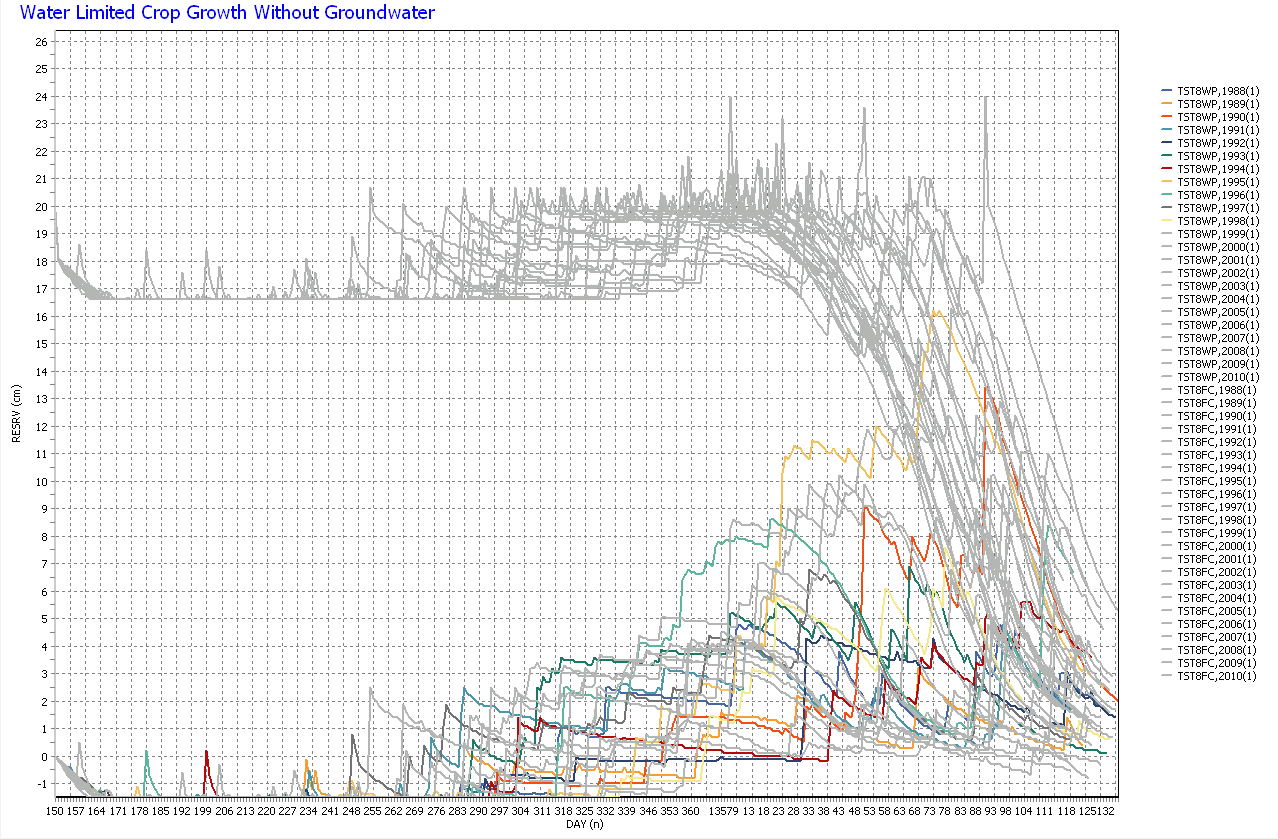 Water Limited Crop Growth Without Groundwater
26
25
24
23
22
21
20
19
18
17
16
15
14
13
12
11
10
9
8
7
6
5
4
3
2
1
0
-1
RESRV (cm)
150 157 164 171 178 185 192 199 206 213 220 227 234 241 248 255 262 269 276 283 290 297 304 311 318 325 332 339 346 353 360 13579 13 18 23 28 33 38 43 48 53 58 63 68 73 78 83 88 93 98 104 111 118 125132
DAY (n)
TST8WP,1988(1)
TST8WP,1989(1)
TST8WP,1990(1)
TST8WP,1991(1)
TST8WP,1992(1)
TST8WP,1993(1)
TST8WP,1994(1)
TST8WP,1995(1)
TST8WP,1996(1)
TST8WP,1997(1)
TST8WP,1998(1)
TST8WP,1999(1)
TST8WP,2000(1)
TST8WP,2001(1)
TST8WP,2002(1)
TST8WP,2003(1)
TST8WP,2004(1)
TST8WP,2005(1)
TST8WP,2006(1)
TST8WP,2007(1)
TST8WP,2008(1)
TST8WP,2009(1)
TST8WP,2010(1)
TST8FC,1988(1)
TST8FC,1989(1)
TST8FC,1990(1)
TST8FC,1991(1)
TST8FC,1992(1)
TST8FC,1993(1)
TST8FC,1994(1)
TST8FC,1995(1)
TST8FC,1996(1)
TST8FC,1997(1)
TST8FC,1998(1)
TST8FC,1999(1)
TST8FC,2000(1)
TST8FC,2001(1)
TST8FC,2002(1)
TST8FC,2003(1)
TST8FC,2004(1)
TST8FC,2005(1)
TST8FC,2006(1)
TST8FC,2007(1)
TST8FC,2008(1)
TST8FC,2009(1)
TST8FC,2010(1)